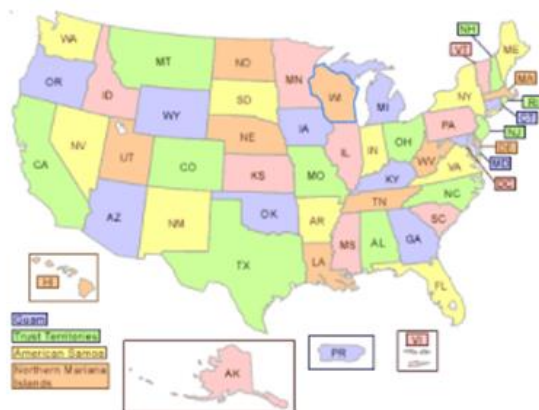 WA
MT
ND
MN
VT
NH
ME
OR
ID
WY
SD
WI
MI
NY
MA
RI
CT
NJ
DE
MD
DC
PA
NV
UT
NE
IA
IL
IN
OH
WV
VA
CA
CO
KS
MO
KY
NC
TN
AZ
NM
OK
AR
SC
TX
LA
MS
AL
GA
FL
HI
Guam
Trust Territories
American Samoa
Northern Mariana
Islands
AK
PR
VI